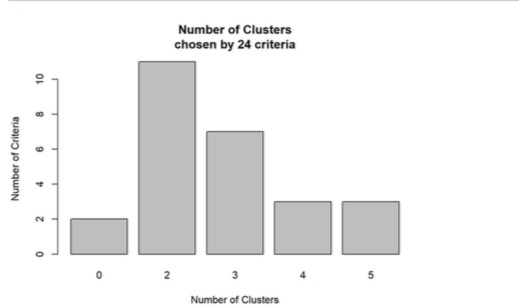 Number of Clusters
chosen by 24 criteria
Number of Criteria
10
8
6
4
2
0
0 2 3 4 5
Number of Clusters